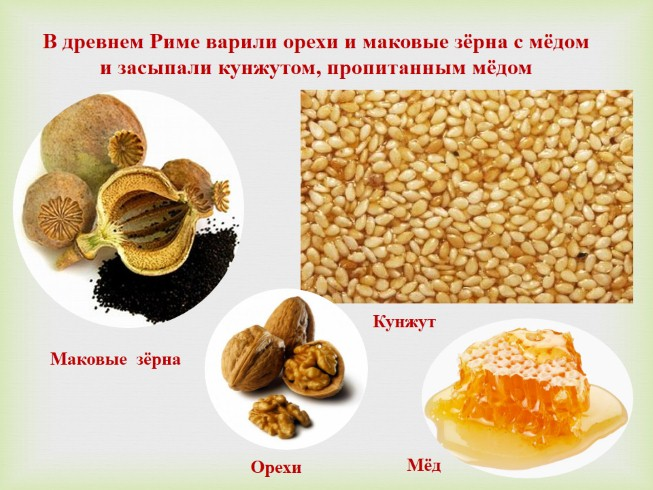 В древнем Риме варили орехи и маковые зёрна с мёдом
и засыпали кунжутом, пропитанным мёдом
Кунжут
Маковые зёрна
Орехи
Мёд